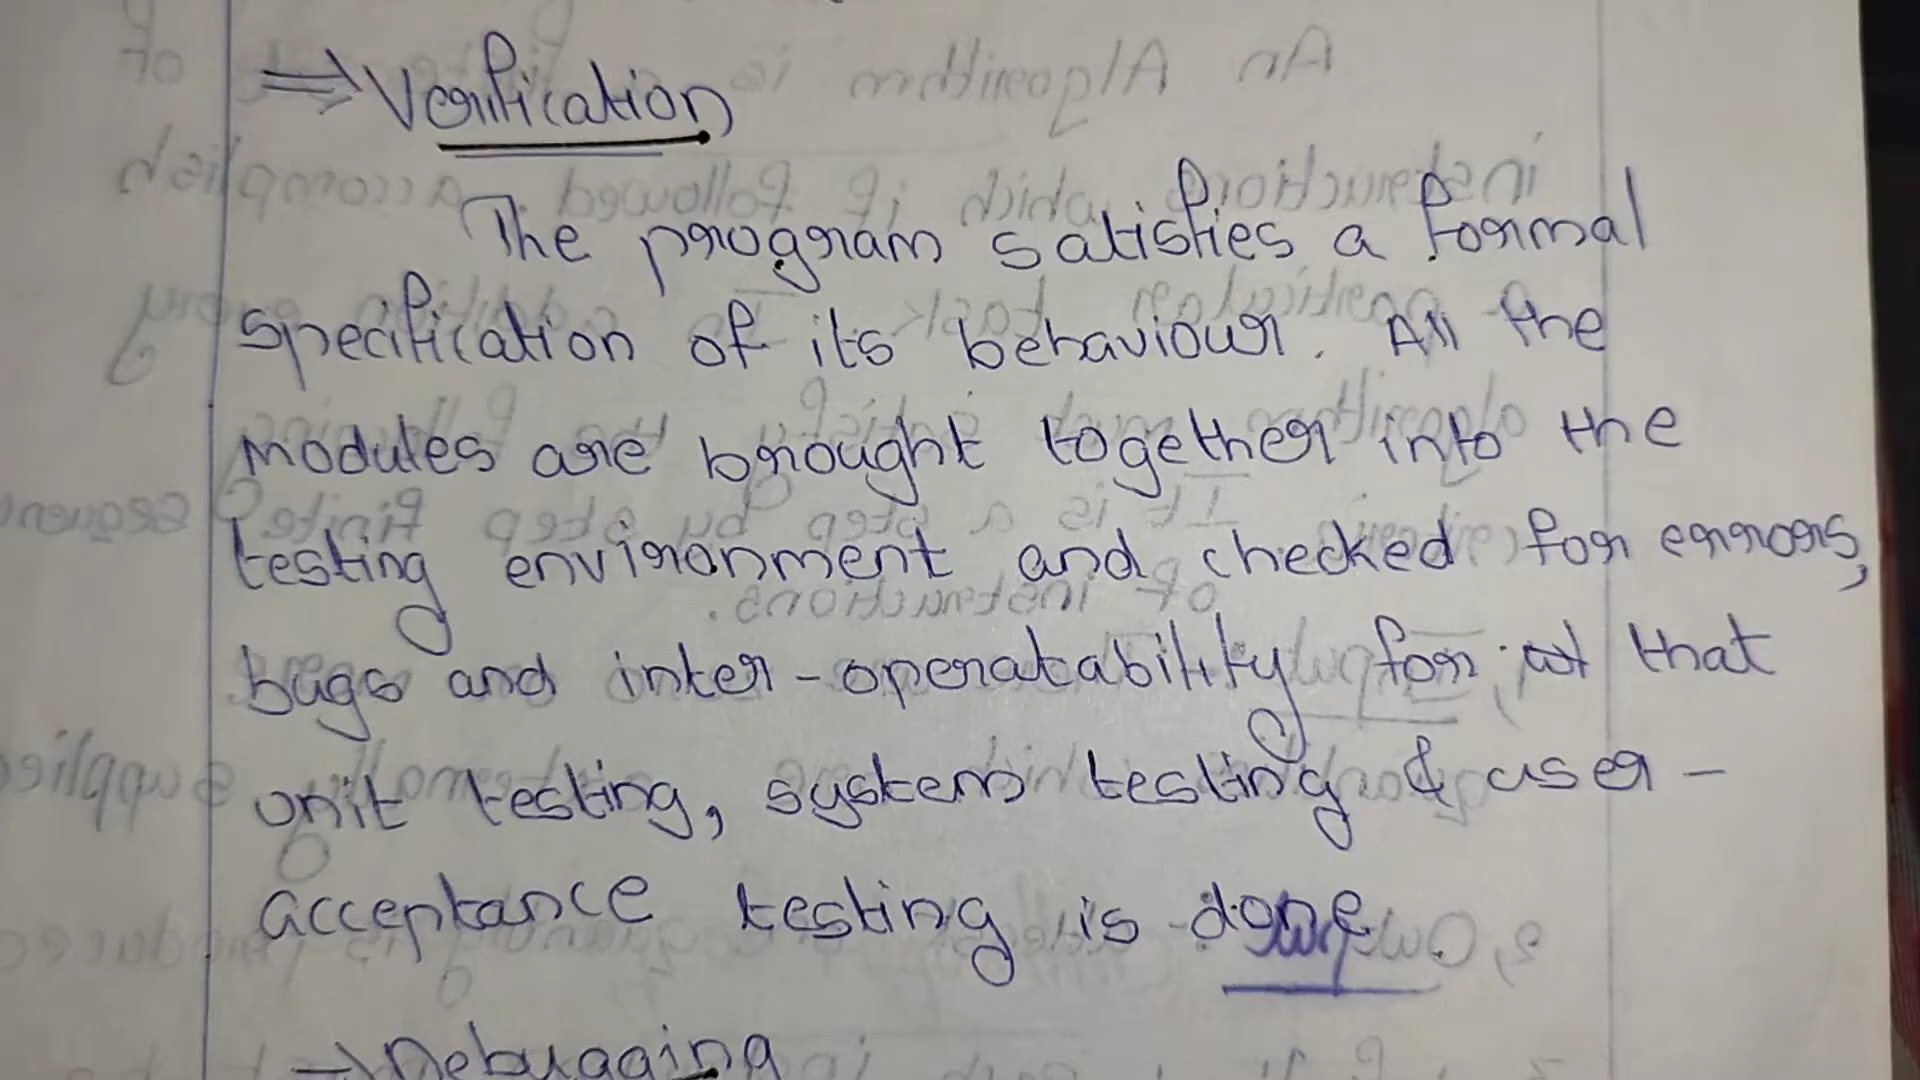 ⇒ Verification
The program satisfies a formal
specification of its behaviour. All the
modules are brought together into the
testing environment and checked for errors,
bugs and inter-operatability for at that
unit testing, system testing & user-
acceptance testing is done
→ Debugging